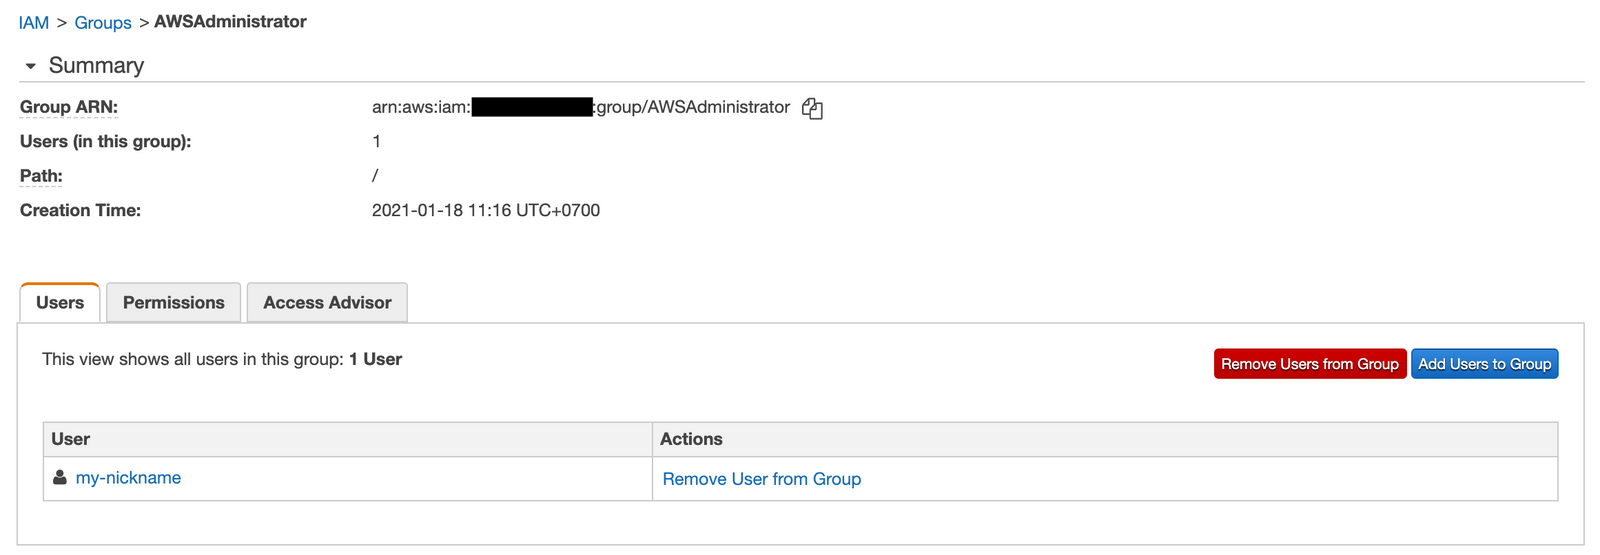 IAM > Groups > AWSAdministrator
Summary
Group ARN: arn:aws:iam: :group/AWSAdministrator
Users (in this group): 1
Path: /
Creation Time: 2021-01-18 11:16 UTC+0700
Users Permissions Access Advisor
This view shows all users in this group: 1 User Remove Users from Group Add Users to Group
User Actions
my-nickname Remove User from Group